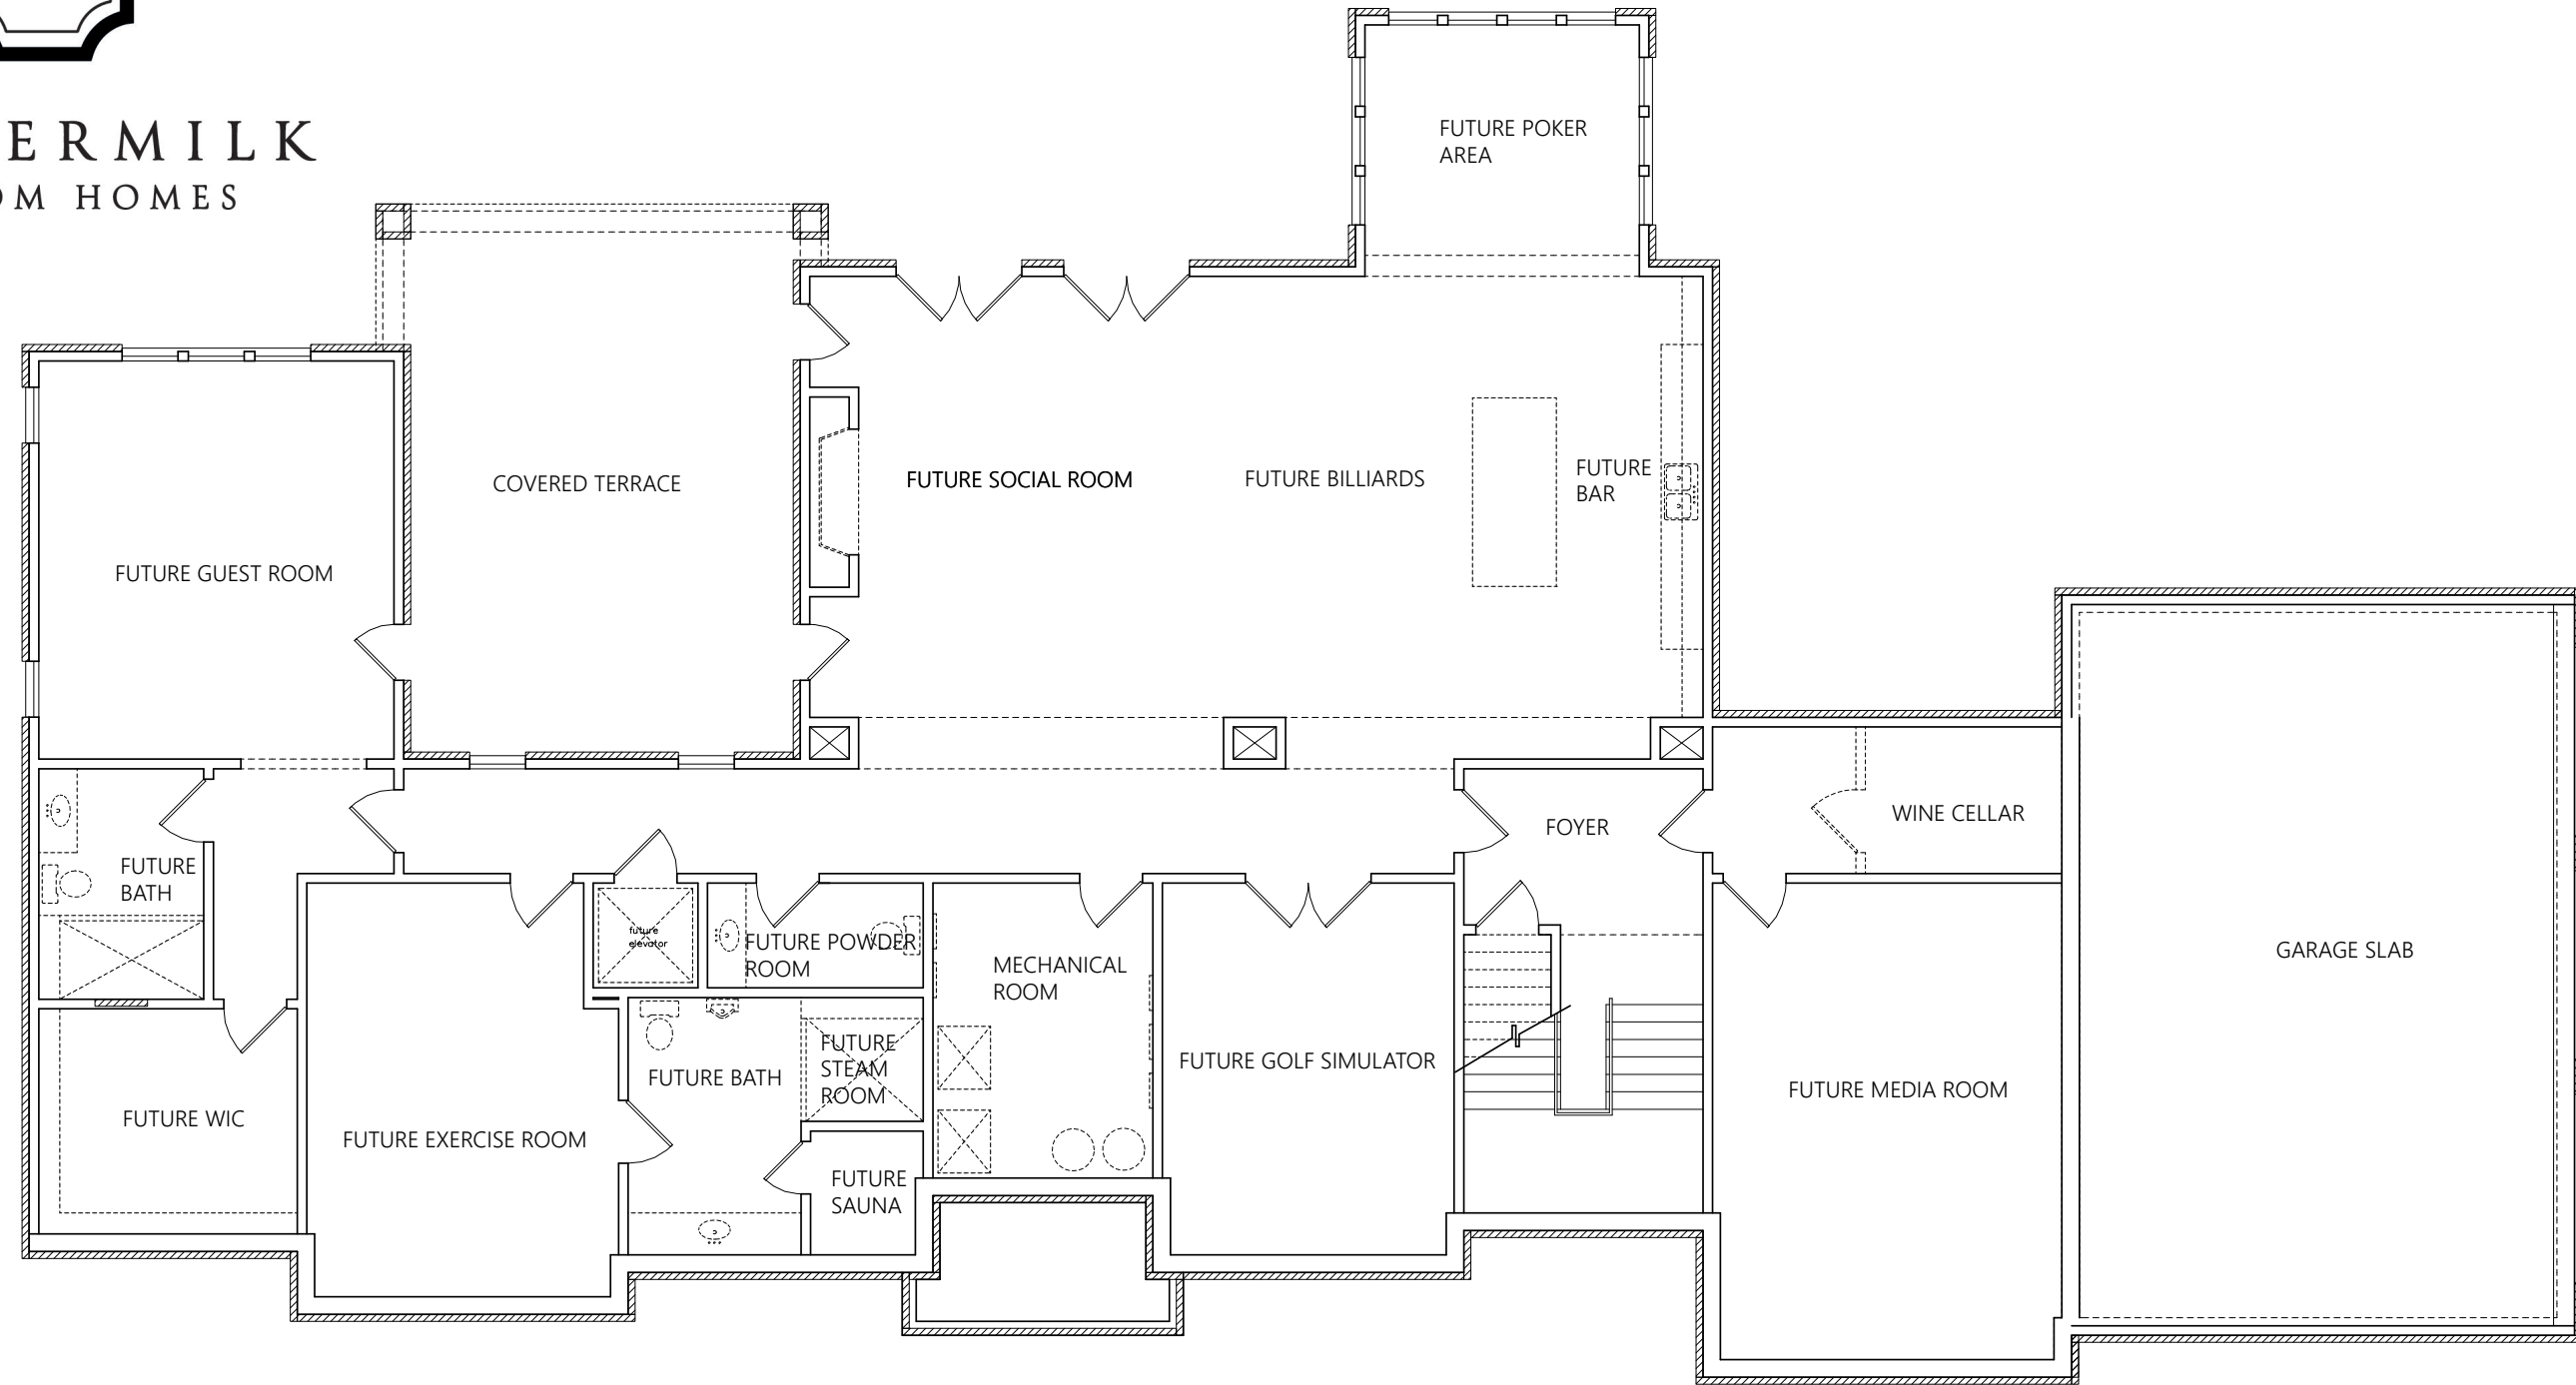 ERMILK
OM HOMES
FUTURE POKER
AREA
COVERED TERRACE
FUTURE SOCIAL ROOM
FUTURE BILLIARDS
FUTURE
BAR
FUTURE GUEST ROOM
WINE CELLAR
FOYER
FUTURE
BATH
future
elevator
FUTURE POWDER
ROOM
MECHANICAL
ROOM
GARAGE SLAB
FUTURE
STEAM
ROOM
FUTURE BATH
FUTURE GOLF SIMULATOR
FUTURE MEDIA ROOM
FUTURE WIC
FUTURE EXERCISE ROOM
FUTURE
SAUNA